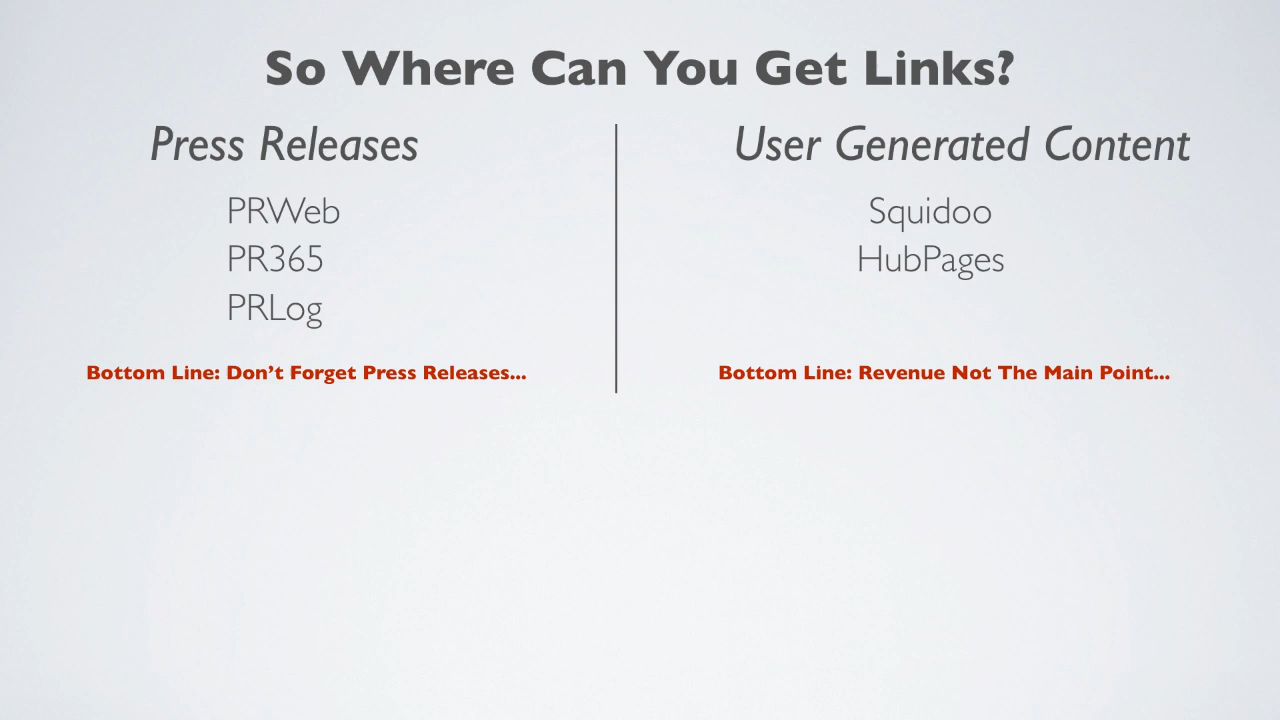 So Where Can You Get Links?
Press Releases
PRWeb
PR365
PRLog
Bottom Line: Don’t Forget Press Releases...
User Generated Content
Squidoo
HubPages
Bottom Line: Revenue Not The Main Point...